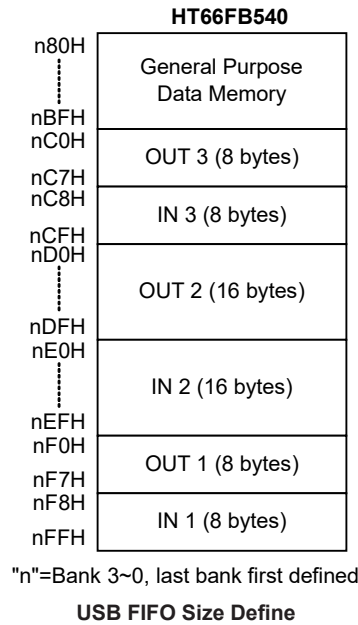 HT66FB540
n80H
General Purpose
Data Memory
nBFH
nC0H
OUT 3 (8 bytes)
nC7H
nC8H
IN 3 (8 bytes)
nCFH
nD0H
OUT 2 (16 bytes)
nDFH
nE0H
IN 2 (16 bytes)
nEFH
nF0H
OUT 1 (8 bytes)
nF7H
nF8H
IN 1 (8 bytes)
nFFH
"n"=Bank 3~0, last bank first defined
USB FIFO Size Define